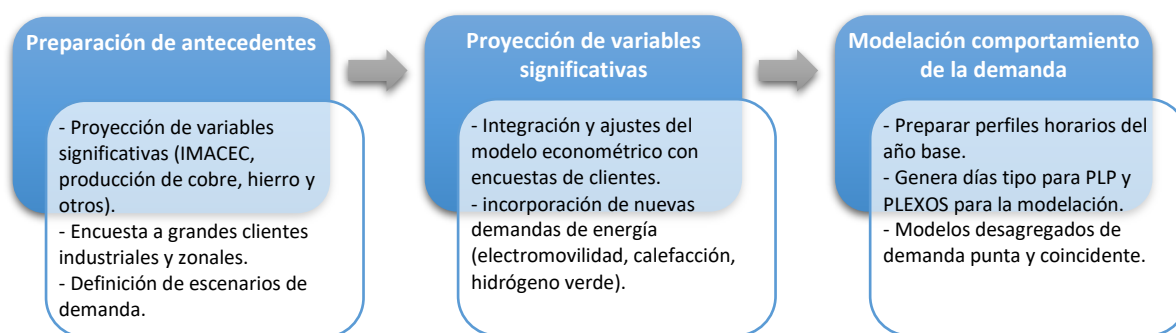 Preparación de antecedentes
- Proyección de variables
significativas (IMACEC,
producción de cobre, hierro y
otros).
- Encuesta a grandes clientes
industriales y zonales.
- Definición de escenarios de
demanda.
Proyección de variables
significativas
- Integración y ajustes del
modelo econométrico con
encuestas de clientes.
- incorporación de nuevas
demandas de energía
(electromovilidad, calefacción,
hidrógeno verde).
Modelación comportamiento
de la demanda
- Preparar perfiles horarios del
año base.
- Genera días tipo para PLP y
PLEXOS para la modelación.
- Modelos desagregados de
demanda punta y coincidente.